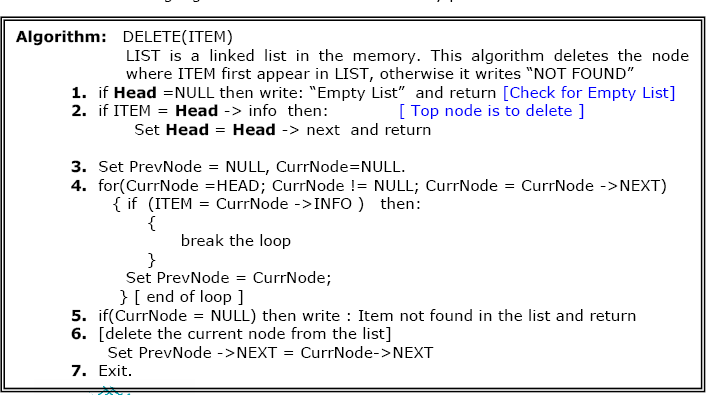 Algorithm: DELETE(ITEM)
LIST is a linked list in the memory. This algorithm deletes the node
where ITEM first appear in LIST, otherwise it writes “NOT FOUND”
1. if Head =NULL then write: “Empty List” and return [Check for Empty List]
2. if ITEM = Head -> info then: [ Top node is to delete ]
Set Head = Head -> next and return
3. Set PrevNode = NULL, CurrNode=NULL.
4. for(CurrNode =HEAD; CurrNode != NULL; CurrNode = CurrNode ->NEXT)
{ if (ITEM = CurrNode ->INFO ) then:
{
break the loop
}
Set PrevNode = CurrNode;
} [ end of loop ]
5. if(CurrNode = NULL) then write : Item not found in the list and return
6. [delete the current node from the list]
Set PrevNode ->NEXT = CurrNode->NEXT
7. Exit.